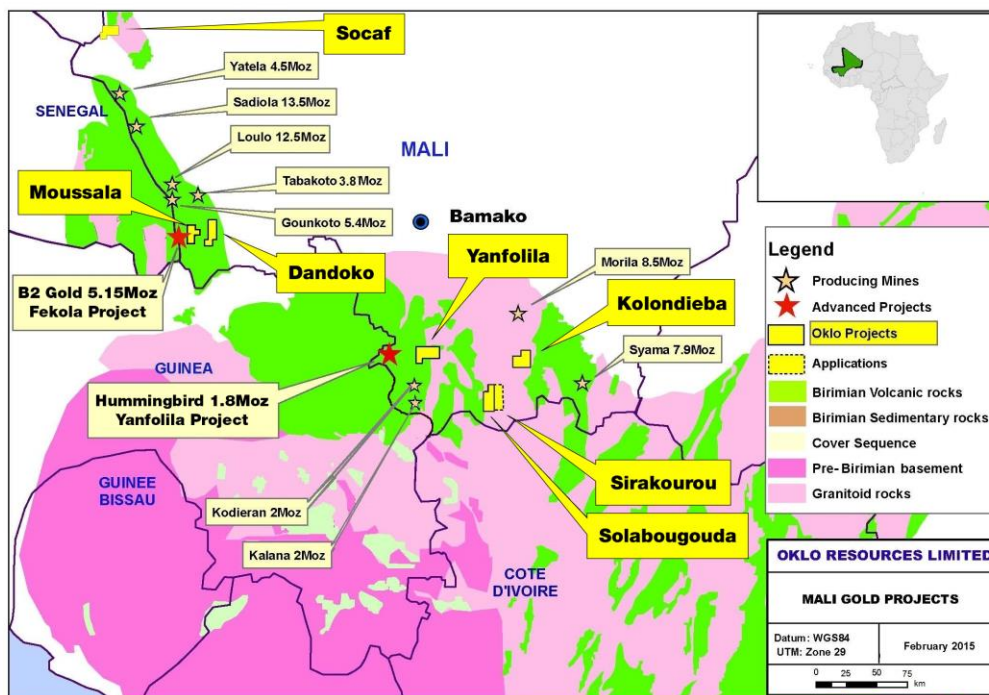 Socaf
Yatela 4.5Moz
SENEGAL
Sadiola 13.5Moz
Loulo 12.5Moz
MALI
Moussala
Tabakoto 3.8 Moz
Gounkoto 5.4Moz
Bamako
Dandoko
Yanfolila
B2 Gold 5.15Moz
Fekola Project
Morila 8.5Moz
Kolondieba
Syama 7.9Moz
GUINEA
Hummingbird 1.8Moz
Yanfolila Project
GUINEE
BISSAU
Sirakourou
Kodieran 2Moz
Solabougouda
Kalana 2Moz
COTE
D'IVOIRE
Legend
Producing Mines
Advanced Projects
Oklo Projects
Applications
Birimian Volcanic rocks
Birimian Sedimentary rocks
Cover Sequence
Pre-Birimian basement
Granitoid rocks
OKLO RESOURCES LIMITED
MALI GOLD PROJECTS
Datum: WGS84
UTM: Zone 29
February 2015
0 25 50 75
km